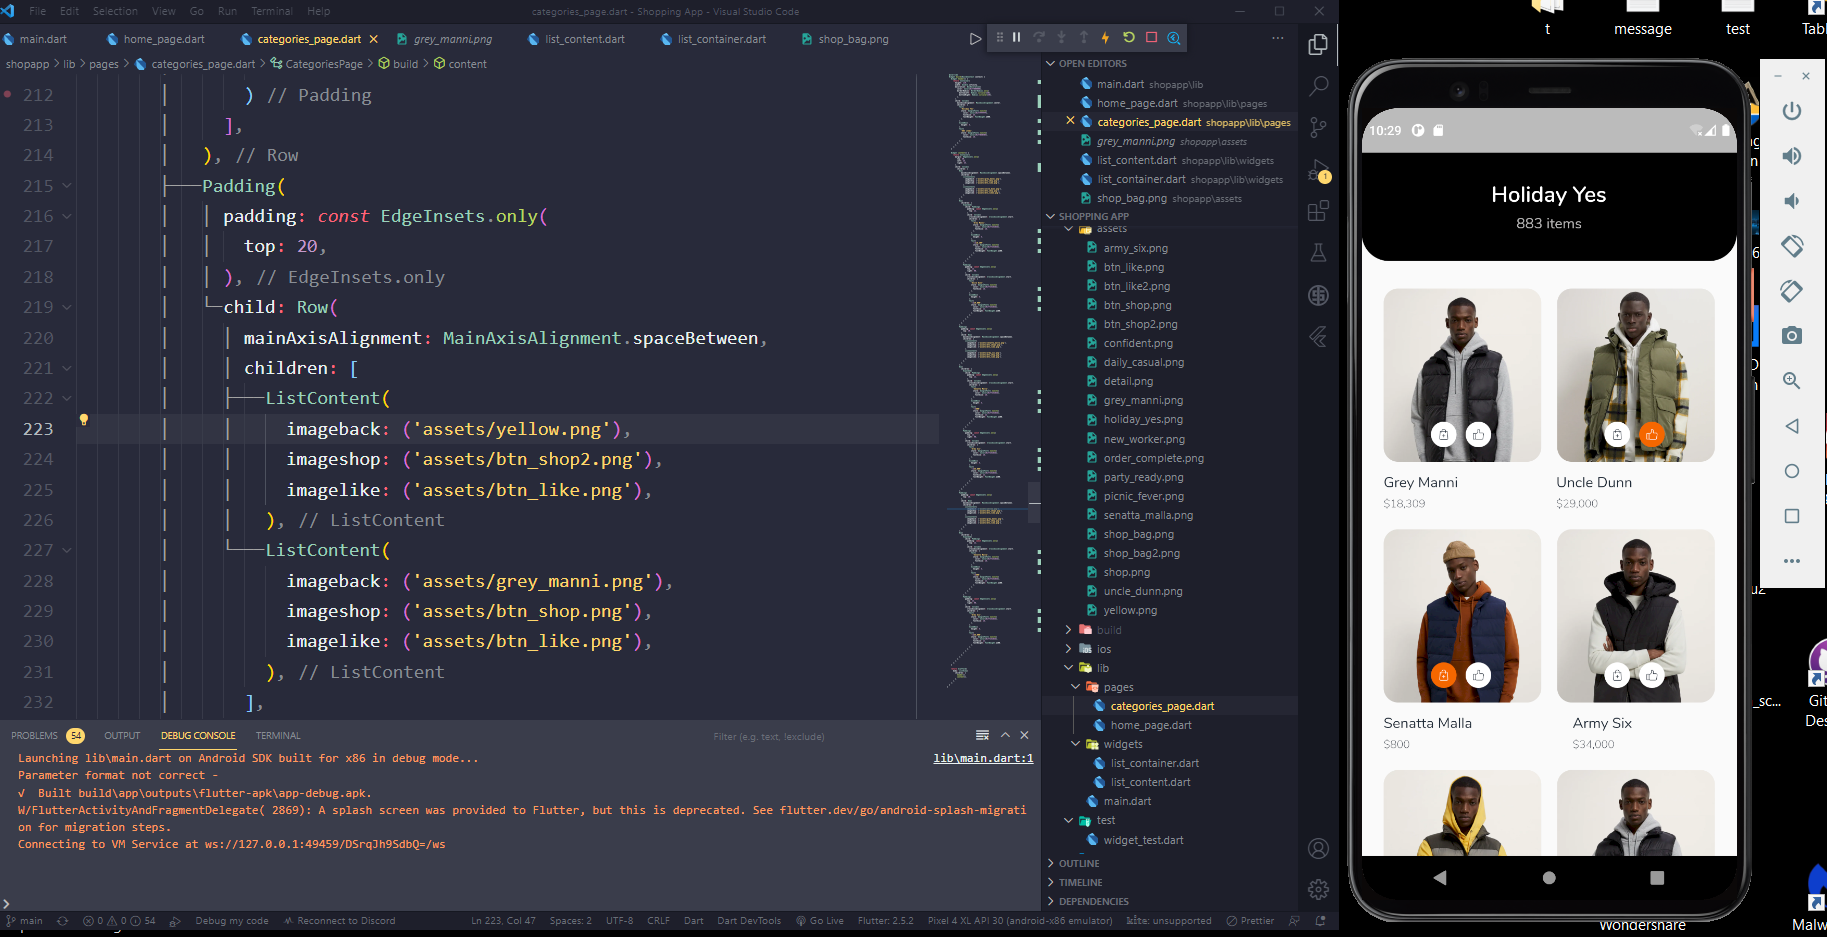 File Edit Selection View Go Run Terminal Help
categories_page.dart - Shopping App - Visual Studio Code
main.dart
home_page.dart
categories_page.dart
grey_manni.png
list_content.dart
list_container.dart
shop_bag.png
shopapp > lib > pages > categories_page.dart > CategoriesPage > build > content
212 ) // Padding
213 ],
214 ), // Row
215 Padding(
216 padding: const EdgeInsets.only(
217 top: 20,
218 ), // EdgeInsets.only
219 child: Row(
220 mainAxisAlignment: MainAxisAlignment.spaceBetween,
221 children: [
222 ListContent(
223 imageback: ('assets/yellow.png'),
224 imageshop: ('assets/btn_shop2.png'),
225 imagelike: ('assets/btn_like.png'),
226 ), // ListContent
227 ListContent(
228 imageback: ('assets/grey_manni.png'),
229 imageshop: ('assets/btn_shop.png'),
230 imagelike: ('assets/btn_like.png'),
231 ), // ListContent
232 ],
PROBLEMS 54 OUTPUT DEBUG CONSOLE TERMINAL
Filter (e.g. text, !exclude)
Launching lib\main.dart on Android SDK built for x86 in debug mode...
lib\main.dart:1
Parameter format not correct -
√ Built build\app\outputs\flutter-apk\app-debug.apk.
W/FlutterActivityAndFragmentDelegate( 2869): A splash screen was provided to Flutter, but this is deprecated. See flutter.dev/go/android-splash-migrati
on for migration steps.
Connecting to VM Service at ws://127.0.0.1:49459/DSrqJh9SdbQ=/ws
main 0 0 54 Debug my code Reconnect to Discord Ln 223, Col 47 Spaces: 2 UTF-8 CRLF Dart Dart DevTools Go Live Flutter: 2.5.2 Pixel 4 XL API 30 (android-x86 emulator) kite: unsupported Prettier
OPEN EDITORS
main.dart shopapp\lib
home_page.dart shopapp\lib\pages
categories_page.dart shopapp\lib\pages
grey_manni.png shopapp\assets
list_content.dart shopapp\lib\widgets
list_container.dart shopapp\lib\widgets
shop_bag.png shopapp\assets
SHOPPING APP
assets
army_six.png
btn_like.png
btn_like2.png
btn_shop.png
btn_shop2.png
confident.png
daily_casual.png
detail.png
grey_manni.png
holiday_yes.png
new_worker.png
order_complete.png
party_ready.png
picnic_fever.png
senatta_malla.png
shop_bag.png
shop_bag2.png
shop.png
uncle_dunn.png
yellow.png
build
ios
lib
pages
categories_page.dart
home_page.dart
widgets
list_container.dart
list_content.dart
main.dart
test
widget_test.dart
OUTLINE
TIMELINE
DEPENDENCIES
1
t
message
test
Tabl
10:29
Holiday Yes
883 items
Grey Manni
$18,309
Uncle Dunn
$29,000
Senatta Malla
$800
Army Six
$34,000
_sc...
Git
Des
Wondershare
Malw